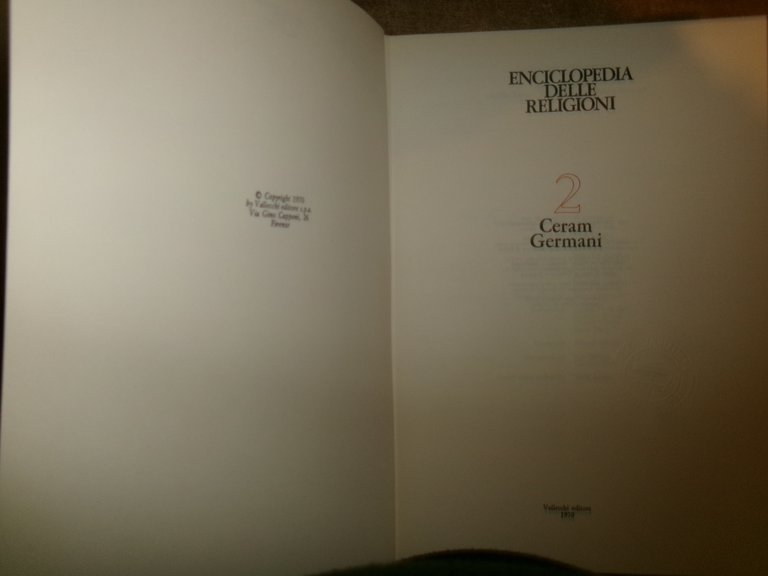 © Copyright 1970
by Vallecchi editore s.p.a.
Via Gino Capponi, 26
Firenze
ENCICLOPEDIA
DELLE
RELIGIONI
2
Ceram
Germani
Vallecchi editore
1970